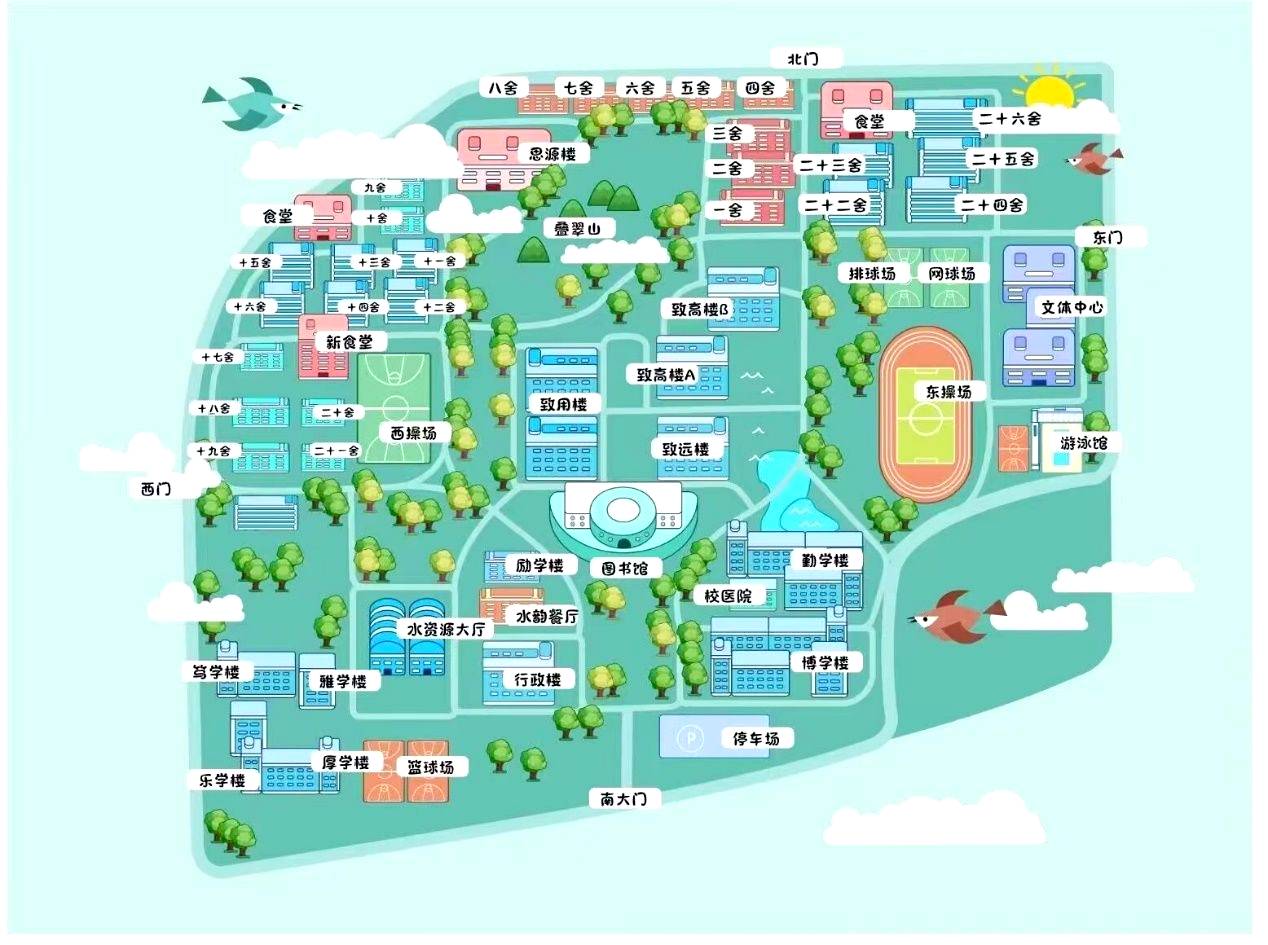 北门
八舍
七舍
六舍
五舍
四舍
食堂
二十六舍
三舍
思源楼
二舍
二十三舍
二十五舍
九舍
食堂
十舍
一舍
二十二舍
二十四舍
叠翠山
东门
十五舍
十三舍
十一舍
排球场
网球场
十六舍
十四舍
十二舍
致高楼B
文体中心
新食堂
十七舍
致高楼A
东操场
十八舍
二十舍
致用楼
西操场
十九舍
二十一舍
致远楼
游泳馆
西门
励学楼
图书馆
勤学楼
校医院
水韵餐厅
水资源大厅
笃学楼
雅学楼
行政楼
博学楼
P
停车场
厚学楼
篮球场
乐学楼
南大门